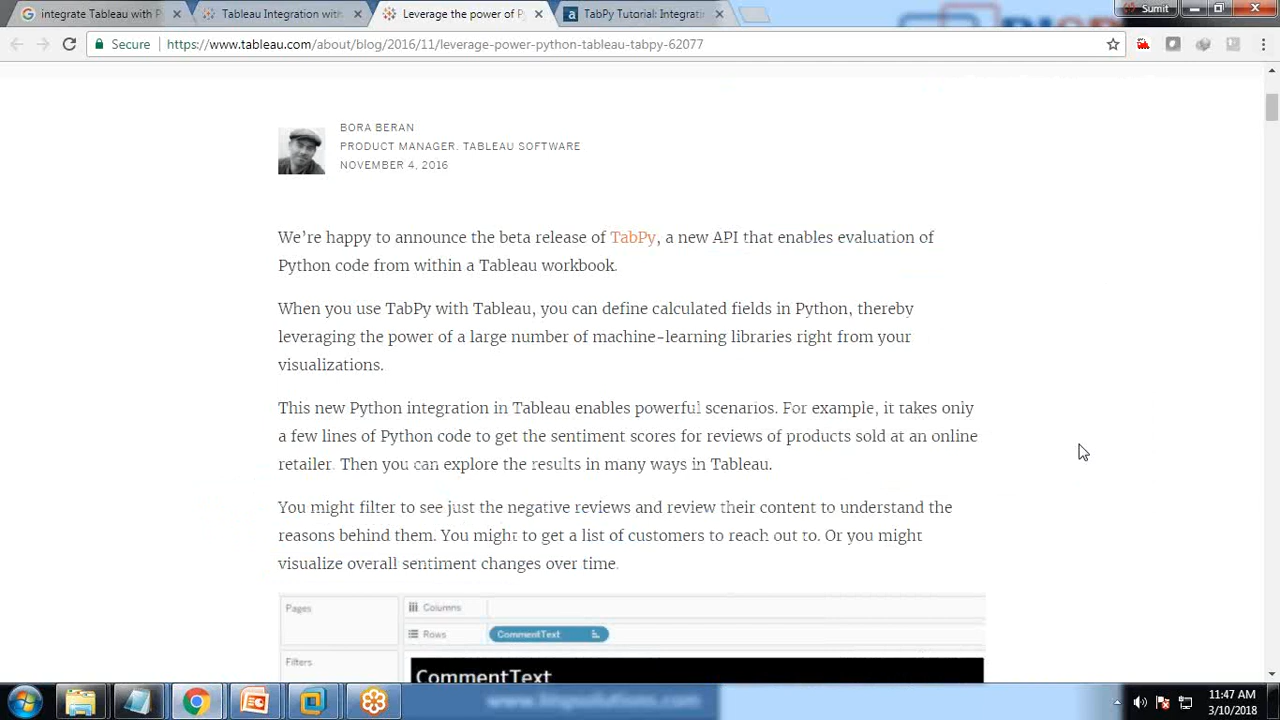 integrate Tableau with
Tableau Integration with
Leverage the power of P
TabPy Tutorial: Integratin
Sumit
Secure
https://www.tableau.com/about/blog/2016/11/leverage-power-python-tableau-tabpy-62077
BORA BERAN
PRODUCT MANAGER. TABLEAU SOFTWARE
NOVEMBER 4, 2016
We’re happy to announce the beta release of TabPy, a new API that enables evaluation of
Python code from within a Tableau workbook.
When you use TabPy with Tableau, you can define calculated fields in Python, thereby
leveraging the power of a large number of machine-learning libraries right from your
visualizations.
This new Python integration in Tableau enables powerful scenarios. For example, it takes only
a few lines of Python code to get the sentiment scores for reviews of products sold at an online
retailer. Then you can explore the results in many ways in Tableau.
You might filter to see just the negative reviews and review their content to understand the
reasons behind them. You might to get a list of customers to reach out to. Or you might
visualize overall sentiment changes over time.
Pages
Columns
Rows
CommentText
Filters
CommentText
11:47 AM
3/10/2018